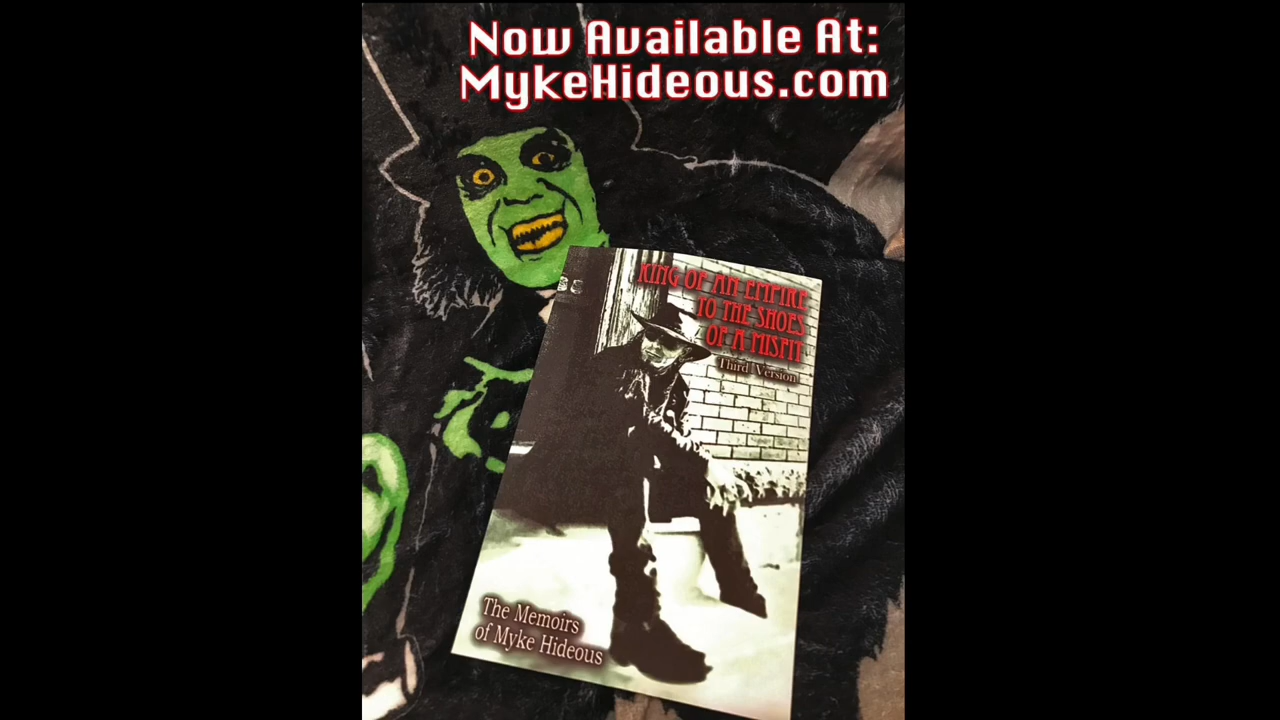 Now Available At:
MykeHideous.com
KING OF AN EMPIRE
TO THE SHOES
OF A MISFIT
Third Version
The Memoirs
of Myke Hideous